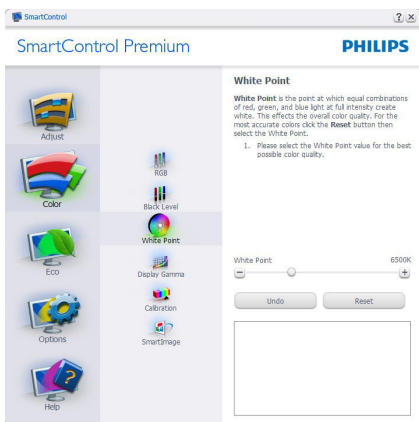 SmartControl
SmartControl Premium
PHILIPS
Adjust
Color
Eco
Options
Help
RGB
Black Level
White Point
Display Gamma
Calibration
SmartImage
White Point
White Point is the point at which equal combinations
of red, green, and blue light at full intensity create
white. This effects the overall color quality. For the
most accurate colors click the Reset button then
select the White Point.
1. Please select the White Point value for the best
possible color quality.
White Point 6500K
Undo Reset